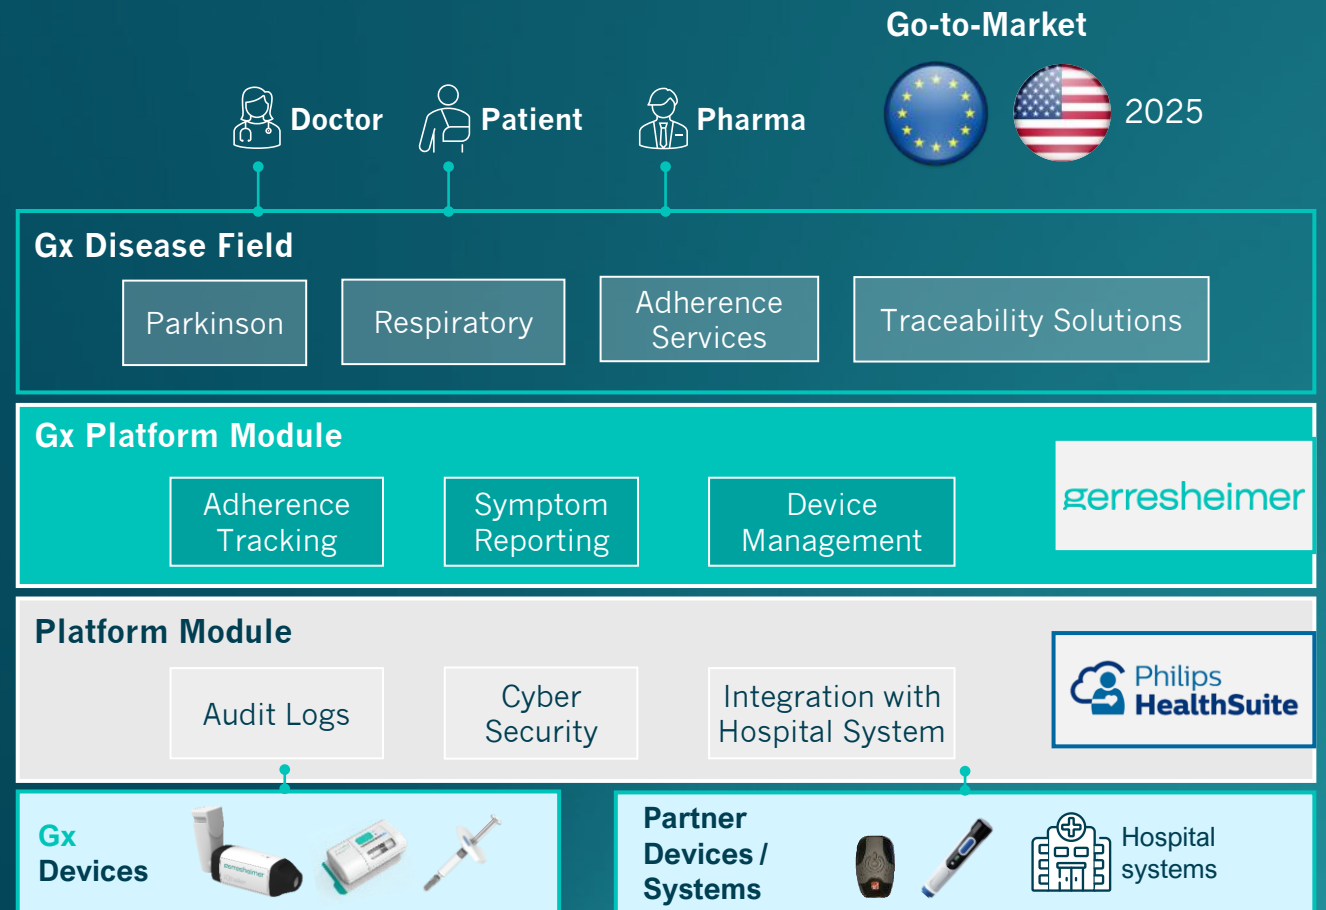 Go-to-Market
Doctor
Patient
Pharma
2025
Gx Disease Field
Parkinson
Respiratory
Adherence
Services
Traceability Solutions
Gx Platform Module
Adherence
Tracking
Symptom
Reporting
Device
Management
gerresheimer
Platform Module
Audit Logs
Cyber
Security
Integration with
Hospital System
Philips
HealthSuite
Gx
Devices
gerresheimer
Partner
Devices /
Systems
Hospital
systems